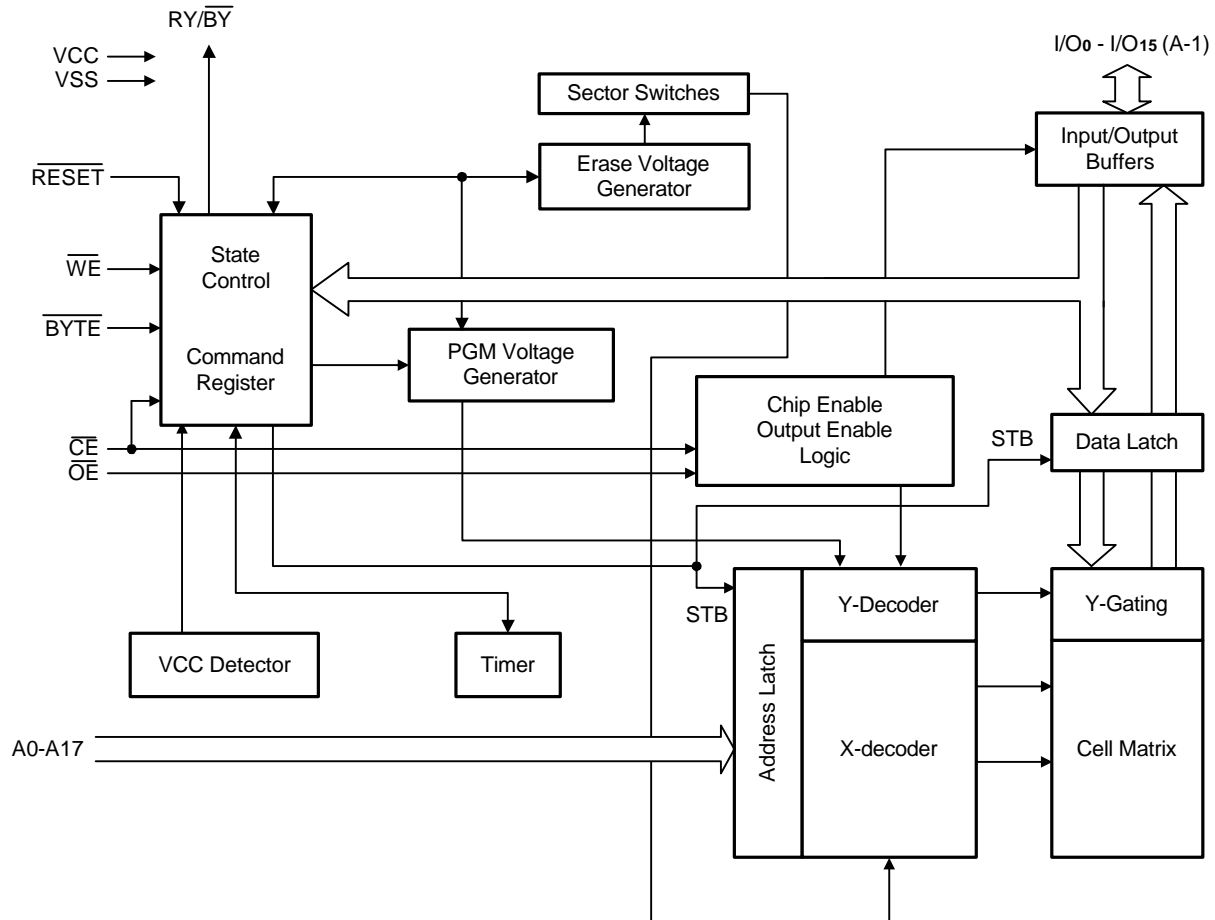 RY/BY
VCC
VSS
I/O0 - I/O15 (A-1)
Sector Switches
Input/Output
Buffers
Erase Voltage
Generator
RESET
State
Control
WE
BYTE
Command
Register
PGM Voltage
Generator
Chip Enable
Output Enable
Logic
CE
OE
STB
Data Latch
STB
Y-Decoder
Y-Gating
VCC Detector
Timer
Address Latch
A0-A17
X-decoder
Cell Matrix